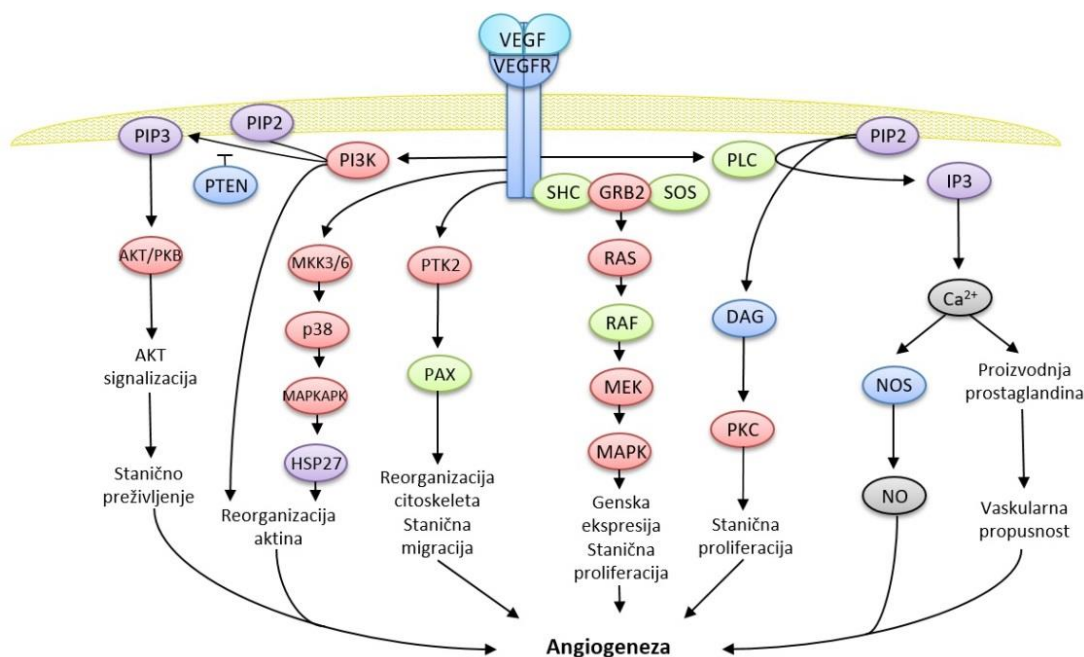 VEGF
VEGFR
PIP3
PIP2
PI3K
PTEN
PLC
PIP2
IP3
SHC
GRB2
SOS
AKT/PKB
MKK3/6
PTK2
RAS
DAG
Ca²⁺
p38
RAF
AKT
signalizacija
MAPKAPK
PAX
MEK
NOS
Proizvodnja
prostaglandina
PKC
HSP27
MAPK
Stanično
preživljenje
Reorganizacija
aktina
Reorganizacija
citoskeleta
Stanična
migracija
Genska
ekspresija
Stanična
proliferacija
Stanična
proliferacija
NO
Vaskularna
propusnost
Angiogeneza